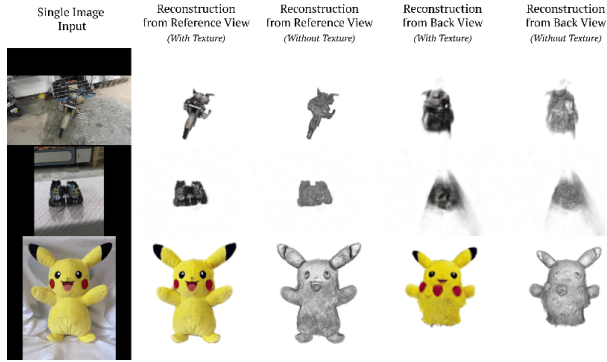 Single Image
Input
Reconstruction
from Reference View
(With Texture)
Reconstruction
from Reference View
(Without Texture)
Reconstruction
from Back View
(With Texture)
Reconstruction
from Back View
(Without Texture)